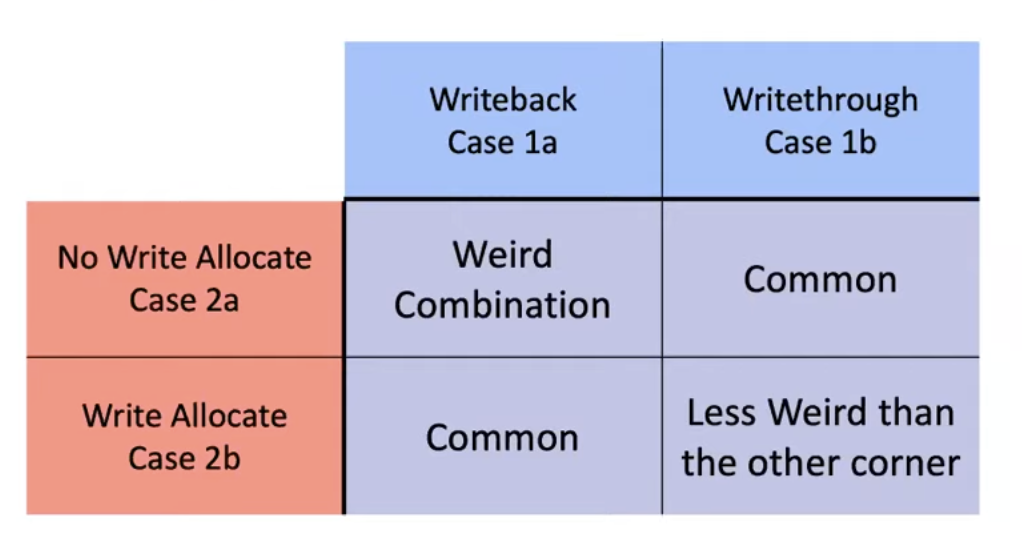 Writeback
Case 1a
Writethrough
Case 1b
No Write Allocate
Case 2a
Weird
Combination
Common
Write Allocate
Case 2b
Common
Less Weird than
the other corner